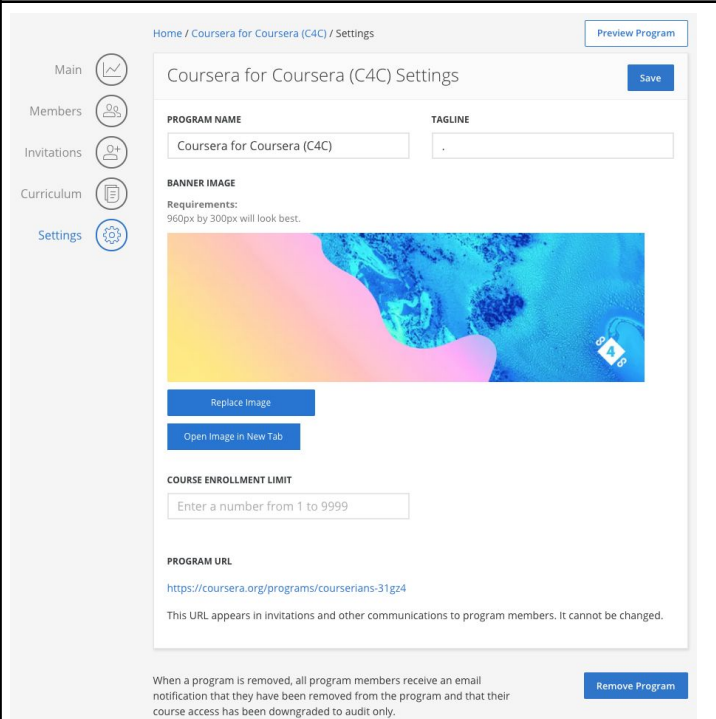 Home / Coursera for Coursera (C4C) / Settings
Preview Program
Main
Members
Invitations
Curriculum
Settings
Coursera for Coursera (C4C) Settings
Save
PROGRAM NAME
TAGLINE
Coursera for Coursera (C4C)
.
BANNER IMAGE
Requirements:
960px by 300px will look best.
4
Replace Image
Open Image in New Tab
COURSE ENROLLMENT LIMIT
Enter a number from 1 to 9999
PROGRAM URL
https://coursera.org/programs/courserians-31gz4
This URL appears in invitations and other communications to program members. It cannot be changed.
When a program is removed, all program members receive an email
notification that they have been removed from the program and that their
course access has been downgraded to audit only.
Remove Program